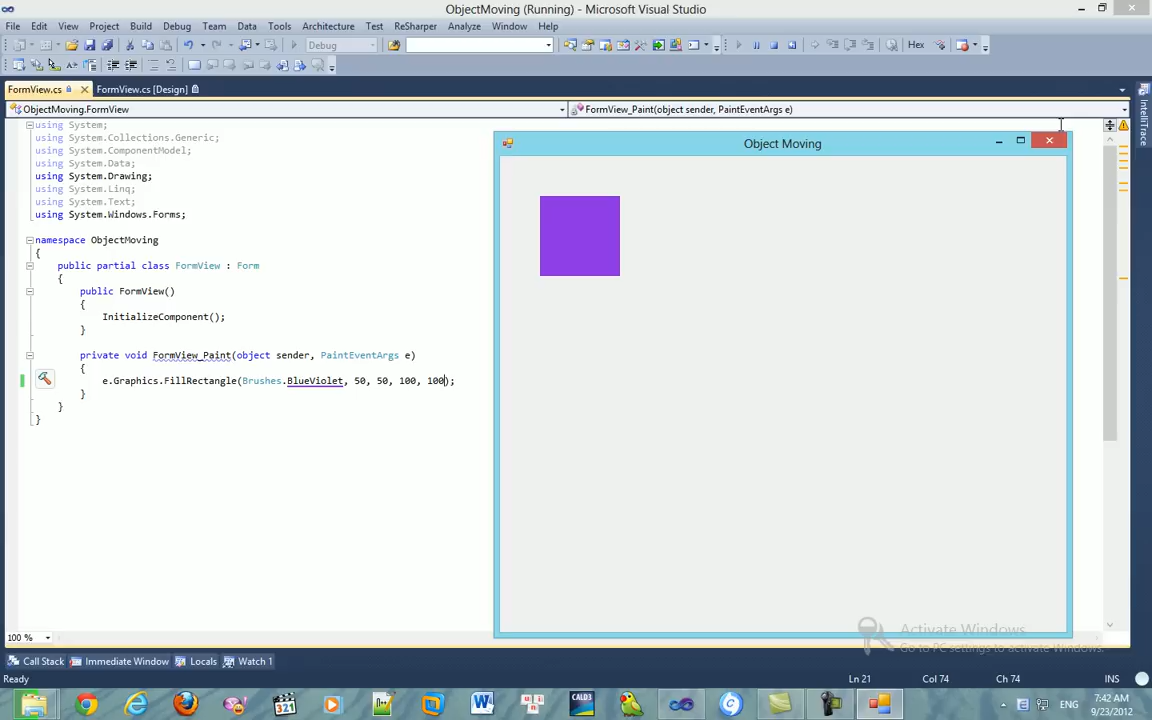 ObjectMoving (Running) - Microsoft Visual Studio
File Edit View Project Build Debug Team Data Tools Architecture Test ReSharper Analyze Window Help
Debug Hex
FormView.cs FormView.cs [Design]
ObjectMoving.FormView FormView_Paint(object sender, PaintEventArgs e)
using System;
using System.Collections.Generic;
using System.ComponentModel;
using System.Data;
using System.Drawing;
using System.Linq;
using System.Text;
using System.Windows.Forms;
namespace ObjectMoving
{
public partial class FormView : Form
{
public FormView()
{
InitializeComponent();
}
private void FormView_Paint(object sender, PaintEventArgs e)
{
e.Graphics.FillRectangle(Brushes.BlueViolet, 50, 50, 100, 100);
}
}
}
Object Moving
IntelliTrace
Activate Windows
Go to PC settings to activate Windows.
100 %
Call Stack Immediate Window Locals Watch 1
Ready Ln 21 Col 74 Ch 74 INS
321 CALD3 ENG 7:42 AM
9/23/2012